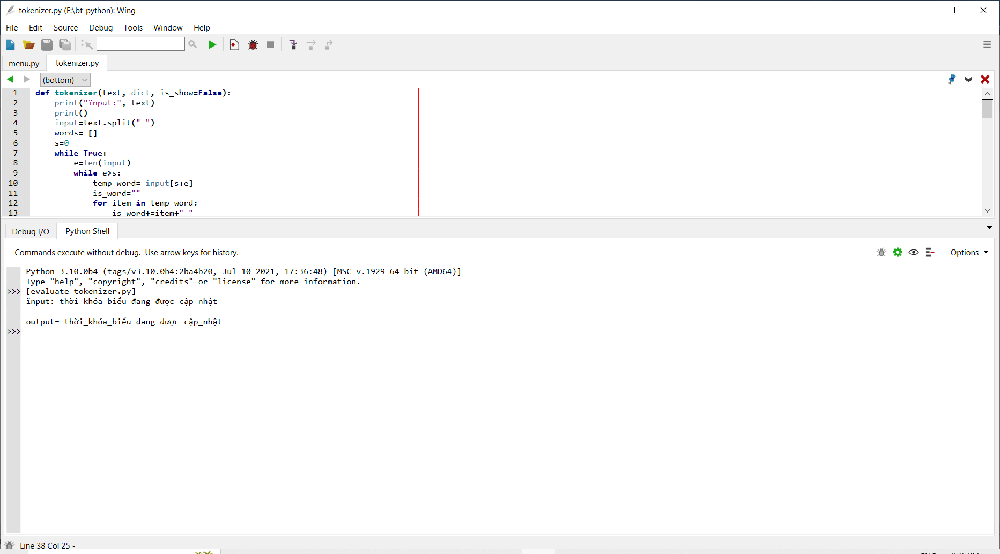 tokenizer.py (F:\bt_python): Wing
File Edit Source Debug Tools Window Help
menu.py tokenizer.py
(bottom)
1 def tokenizer(text, dict, is_show=False):
2 print("ïnput:", text)
3 print()
4 input=text.split(" ")
5 words= []
6 s=0
7 while True:
8 e=len(input)
9 while e>s:
10 temp_word= input[s:e]
11 is_word=""
12 for item in temp_word:
13 is_word+=item+" "
Debug I/O Python Shell
Commands execute without debug. Use arrow keys for history.
Options
Python 3.10.0b4 (tags/v3.10.0b4:2ba4b20, Jul 10 2021, 17:36:48) [MSC v.1929 64 bit (AMD64)]
Type "help", "copyright", "credits" or "license" for more information.
>>> [evaluate tokenizer.py]
ïnput: thời khóa biểu đang được cập nhật
output= thời_khóa_biểu đang được cập_nhật
>>>
Line 38 Col 25 -